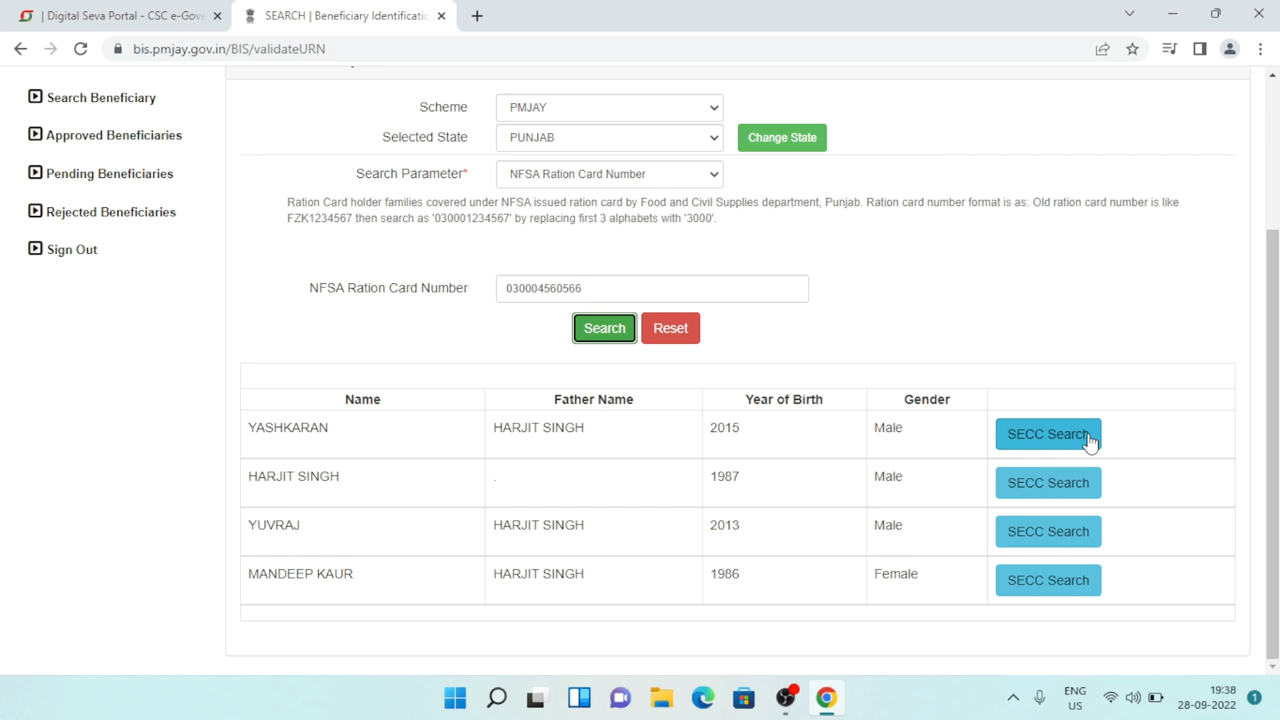 | Digital Seva Portal - CSC e-Gove
SEARCH | Beneficiary Identificatio
bis.pmjay.gov.in/BIS/validateURN
Search Beneficiary
Approved Beneficiaries
Pending Beneficiaries
Rejected Beneficiaries
Sign Out
Scheme PMJAY
Selected State PUNJAB Change State
Search Parameter* NFSA Ration Card Number
Ration Card holder families covered under NFSA issued ration card by Food and Civil Supplies department, Punjab. Ration card number format is as: Old ration card number is like
FZK1234567 then search as '030001234567' by replacing first 3 alphabets with '3000'.
NFSA Ration Card Number 030004560566
Search Reset
Name Father Name Year of Birth Gender
YASHKARAN HARJIT SINGH 2015 Male SECC Search
HARJIT SINGH . 1987 Male SECC Search
YUVRAJ HARJIT SINGH 2013 Male SECC Search
MANDEEP KAUR HARJIT SINGH 1986 Female SECC Search
ENG 19:38
US 28-09-2022 1